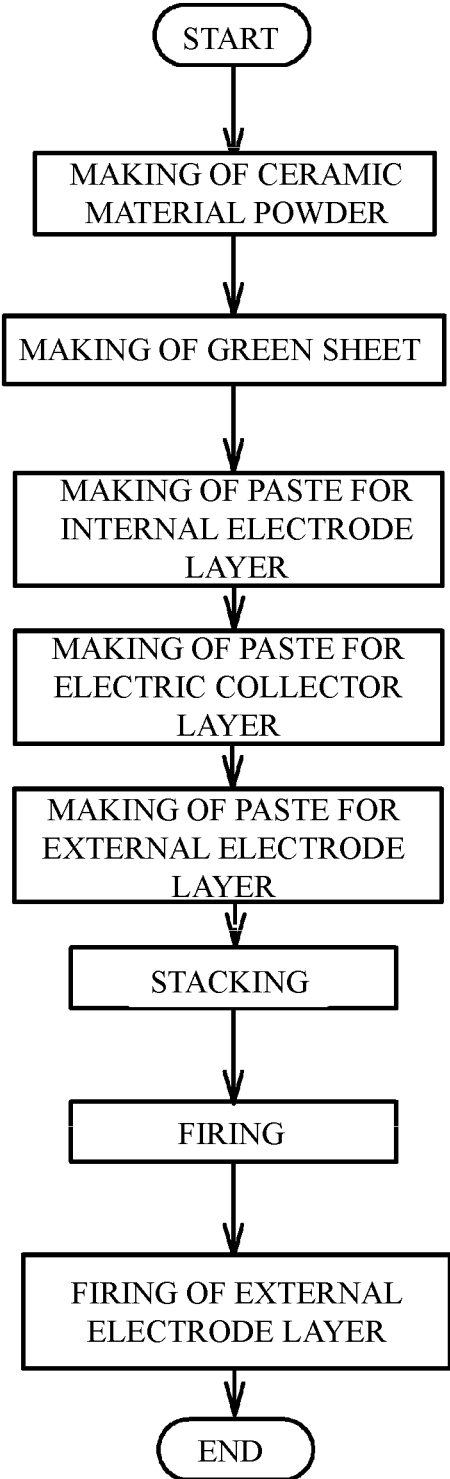 START
MAKING OF CERAMIC
MATERIAL POWDER
MAKING OF GREEN SHEET
MAKING OF PASTE FOR
INTERNAL ELECTRODE
LAYER
MAKING OF PASTE FOR
ELECTRIC COLLECTOR
LAYER
MAKING OF PASTE FOR
EXTERNAL ELECTRODE
LAYER
STACKING
FIRING
FIRING OF EXTERNAL
ELECTRODE LAYER
END